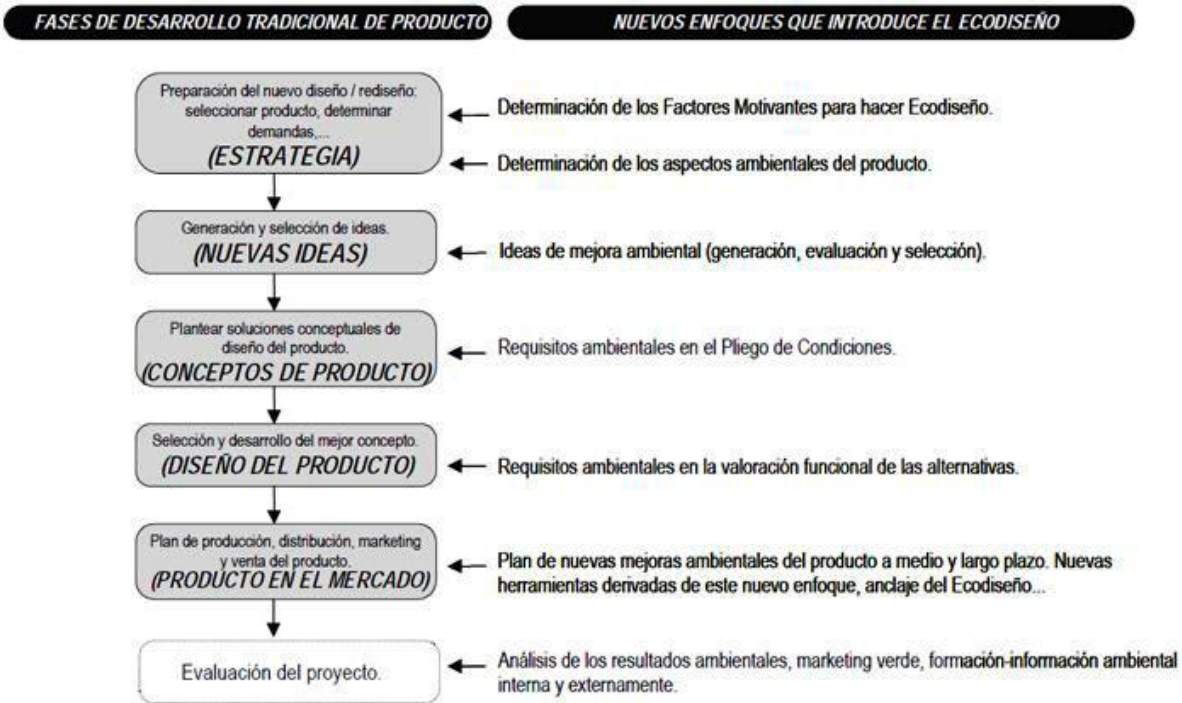 FASES DE DESARROLLO TRADICIONAL DE PRODUCTO
NUEVOS ENFOQUES QUE INTRODUCE EL ECODISEÑO
Preparación del nuevo diseño / rediseño:
seleccionar producto, determinar
demandas,...
(ESTRATEGIA)
Determinación de los Factores Motivantes para hacer Ecodiseño.
Determinación de los aspectos ambientales del producto.
Generación y selección de ideas.
(NUEVAS IDEAS)
Ideas de mejora ambiental (generación, evaluación y selección).
Plantear soluciones conceptuales de
diseño del producto.
(CONCEPTOS DE PRODUCTO)
Requisitos ambientales en el Pliego de Condiciones.
Selección y desarrollo del mejor concepto.
(DISEÑO DEL PRODUCTO)
Requisitos ambientales en la valoración funcional de las alternativas.
Plan de producción, distribución, marketing
y venta del producto.
(PRODUCTO EN EL MERCADO)
Plan de nuevas mejoras ambientales del producto a medio y largo plazo. Nuevas
herramientas derivadas de este nuevo enfoque, anclaje del Ecodiseño...
Evaluación del proyecto.
Análisis de los resultados ambientales, marketing verde, formación-información ambiental
interna y externamente.